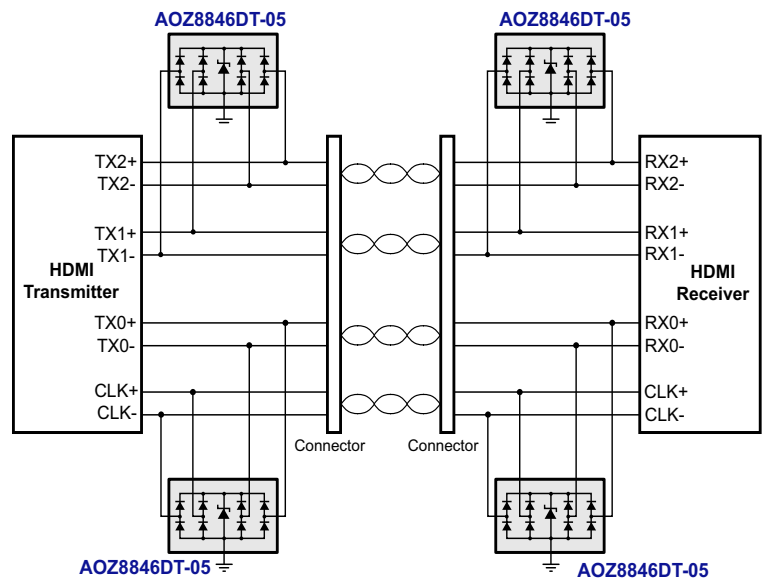 AOZ8846DT-05
AOZ8846DT-05
TX2+
TX2-
TX1+
TX1-
HDMI
Transmitter
TX0+
TX0-
CLK+
CLK-
RX2+
RX2-
RX1+
RX1-
HDMI
Receiver
RX0+
RX0-
CLK+
CLK-
Connector
Connector
AOZ8846DT-05
AOZ8846DT-05